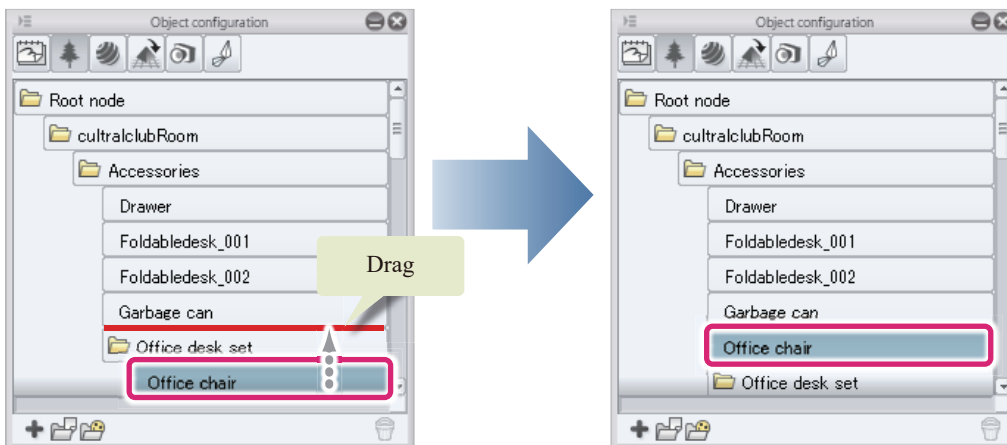 Object configuration
Root node
cultralclubRoom
Accessories
Drawer
Foldabledesk_001
Foldabledesk_002
Garbage can
Office desk set
Office chair
Drag
Object configuration
Root node
cultralclubRoom
Accessories
Drawer
Foldabledesk_001
Foldabledesk_002
Garbage can
Office chair
Office desk set